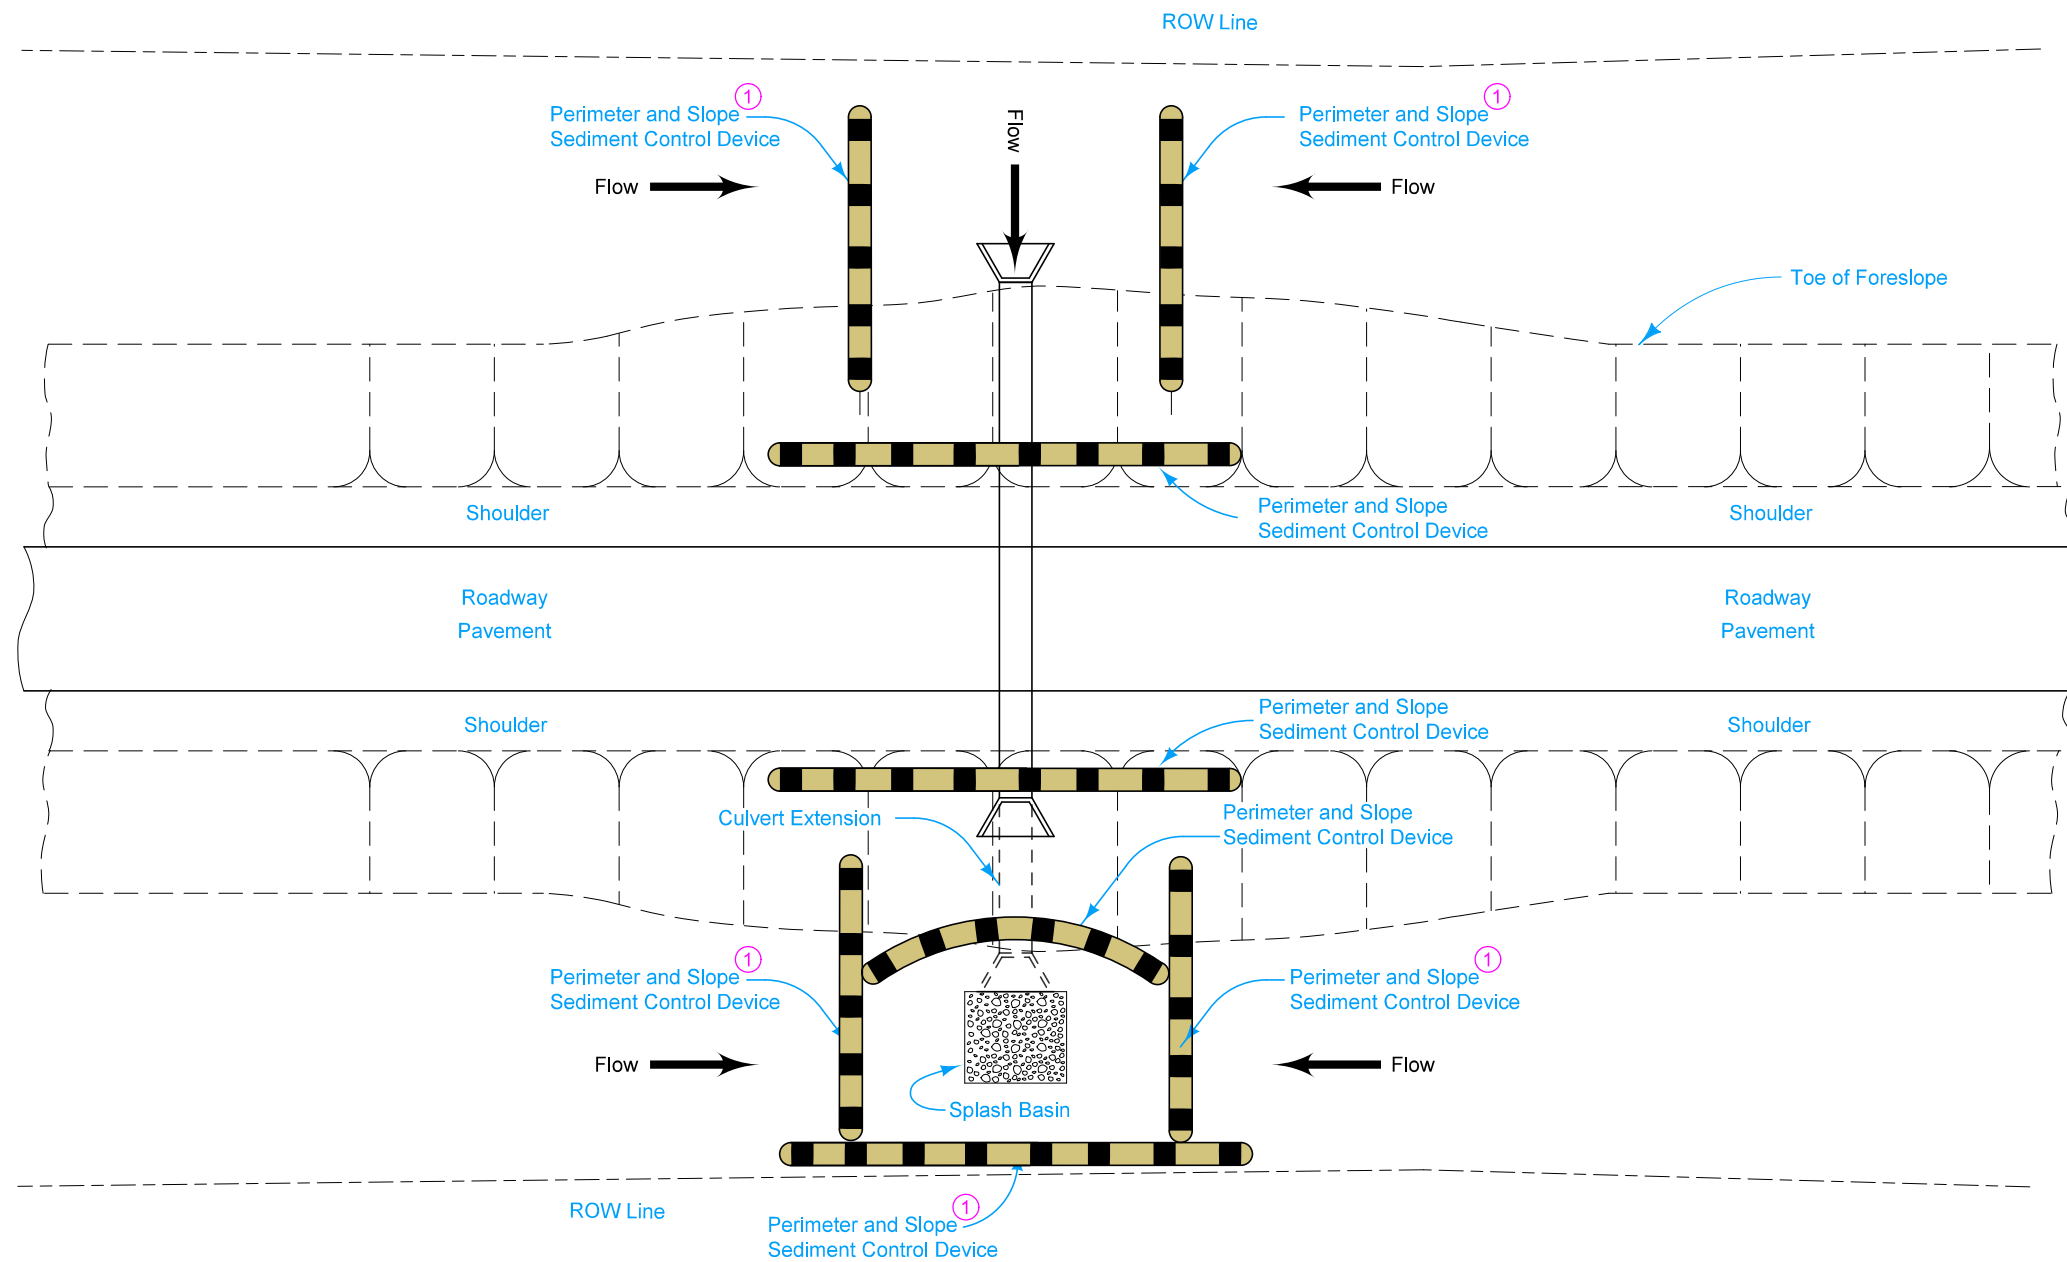 ROW Line
Perimeter and Slope ①
Sediment Control Device
Flow
Perimeter and Slope ①
Sediment Control Device
Flow
Flow
Toe of Foreslope
Perimeter and Slope
Sediment Control Device
Shoulder
Shoulder
Roadway
Pavement
Roadway
Pavement
Perimeter and Slope
Sediment Control Device
Shoulder
Shoulder
Culvert Extension
Perimeter and Slope
Sediment Control Device
Perimeter and Slope ①
Sediment Control Device
Perimeter and Slope ①
Sediment Control Device
Flow
Flow
Splash Basin
ROW Line
Perimeter and Slope ①
Sediment Control Device